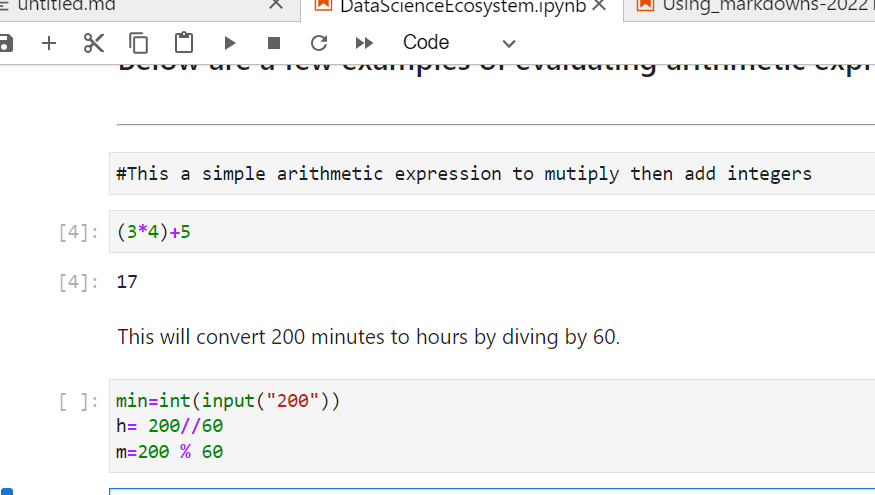 untitled.md
DataScienceEcosystem.ipynb
Using_markdowns-2022
Code
Below are a few examples of evaluating arithmetic expr
#This a simple arithmetic expression to mutiply then add integers
[4]: (3*4)+5
[4]: 17
This will convert 200 minutes to hours by diving by 60.
[ ]: min=int(input("200"))
h= 200//60
m=200 % 60